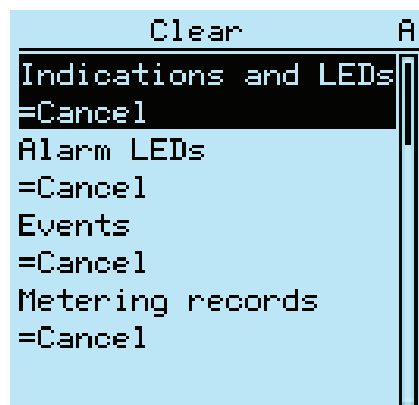 Clear A
Indications and LEDs
=Cancel
Alarm LEDs
=Cancel
Events
=Cancel
Metering records
=Cancel